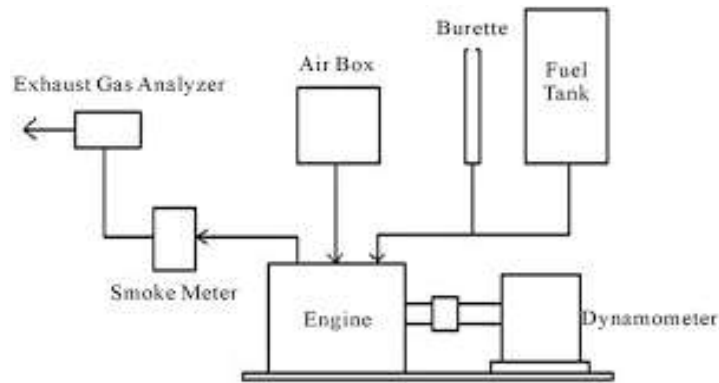 Burette
Air Box
Fuel
Tank
Exhaust Gas Analyzer
Smoke Meter
Engine
Dynamometer